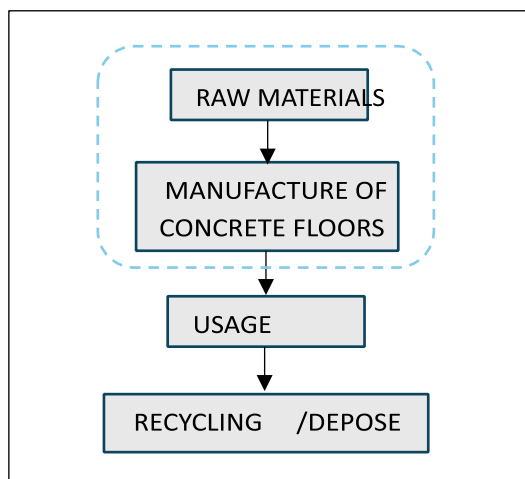 RAW MATERIALS
MANUFACTURE OF
CONCRETE FLOORS
USAGE
RECYCLING /DEPOSE